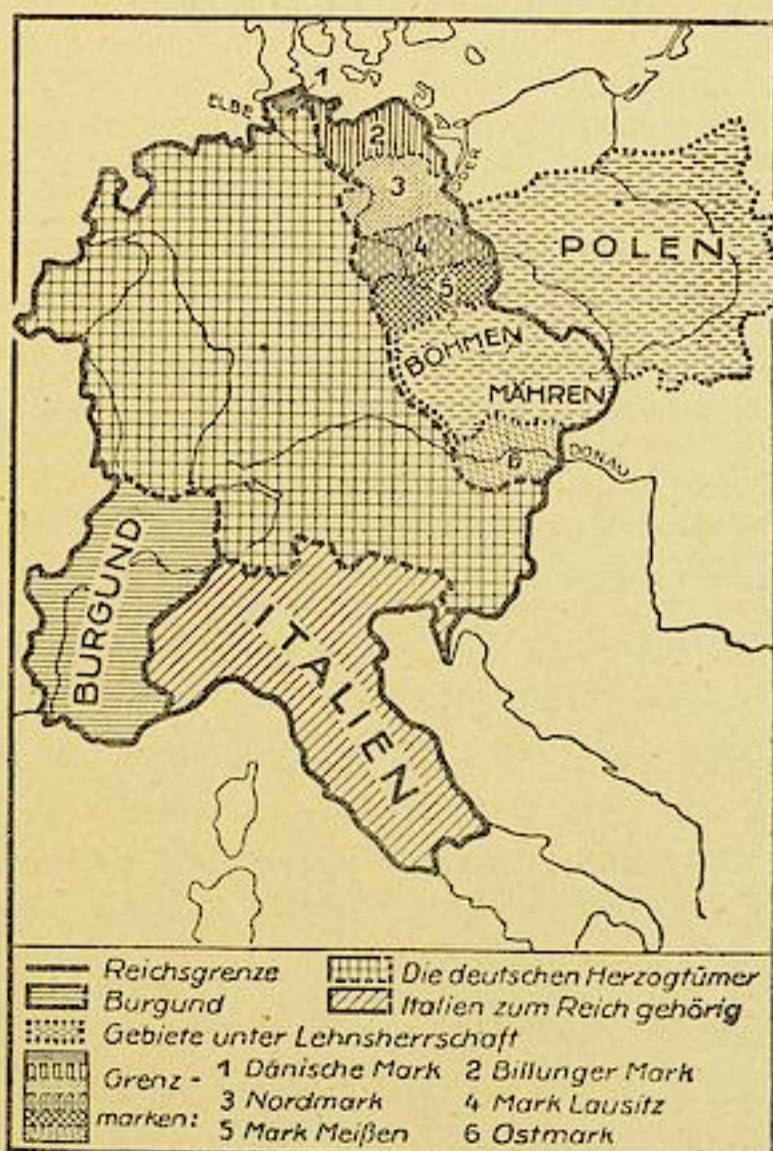 1
ELBE
2
ODER
3
POLEN
4
5
BÖHMEN
MÄHREN
6
DONAU
BURGUND
ITALIEN
Reichsgrenze
Die deutschen Herzogtümer
Burgund
Italien zum Reich gehörig
Gebiete unter Lehnsherrschaft
Grenz-
marken:
1 Dänische Mark 2 Billunger Mark
3 Nordmark 4 Mark Lausitz
5 Mark Meißen 6 Ostmark